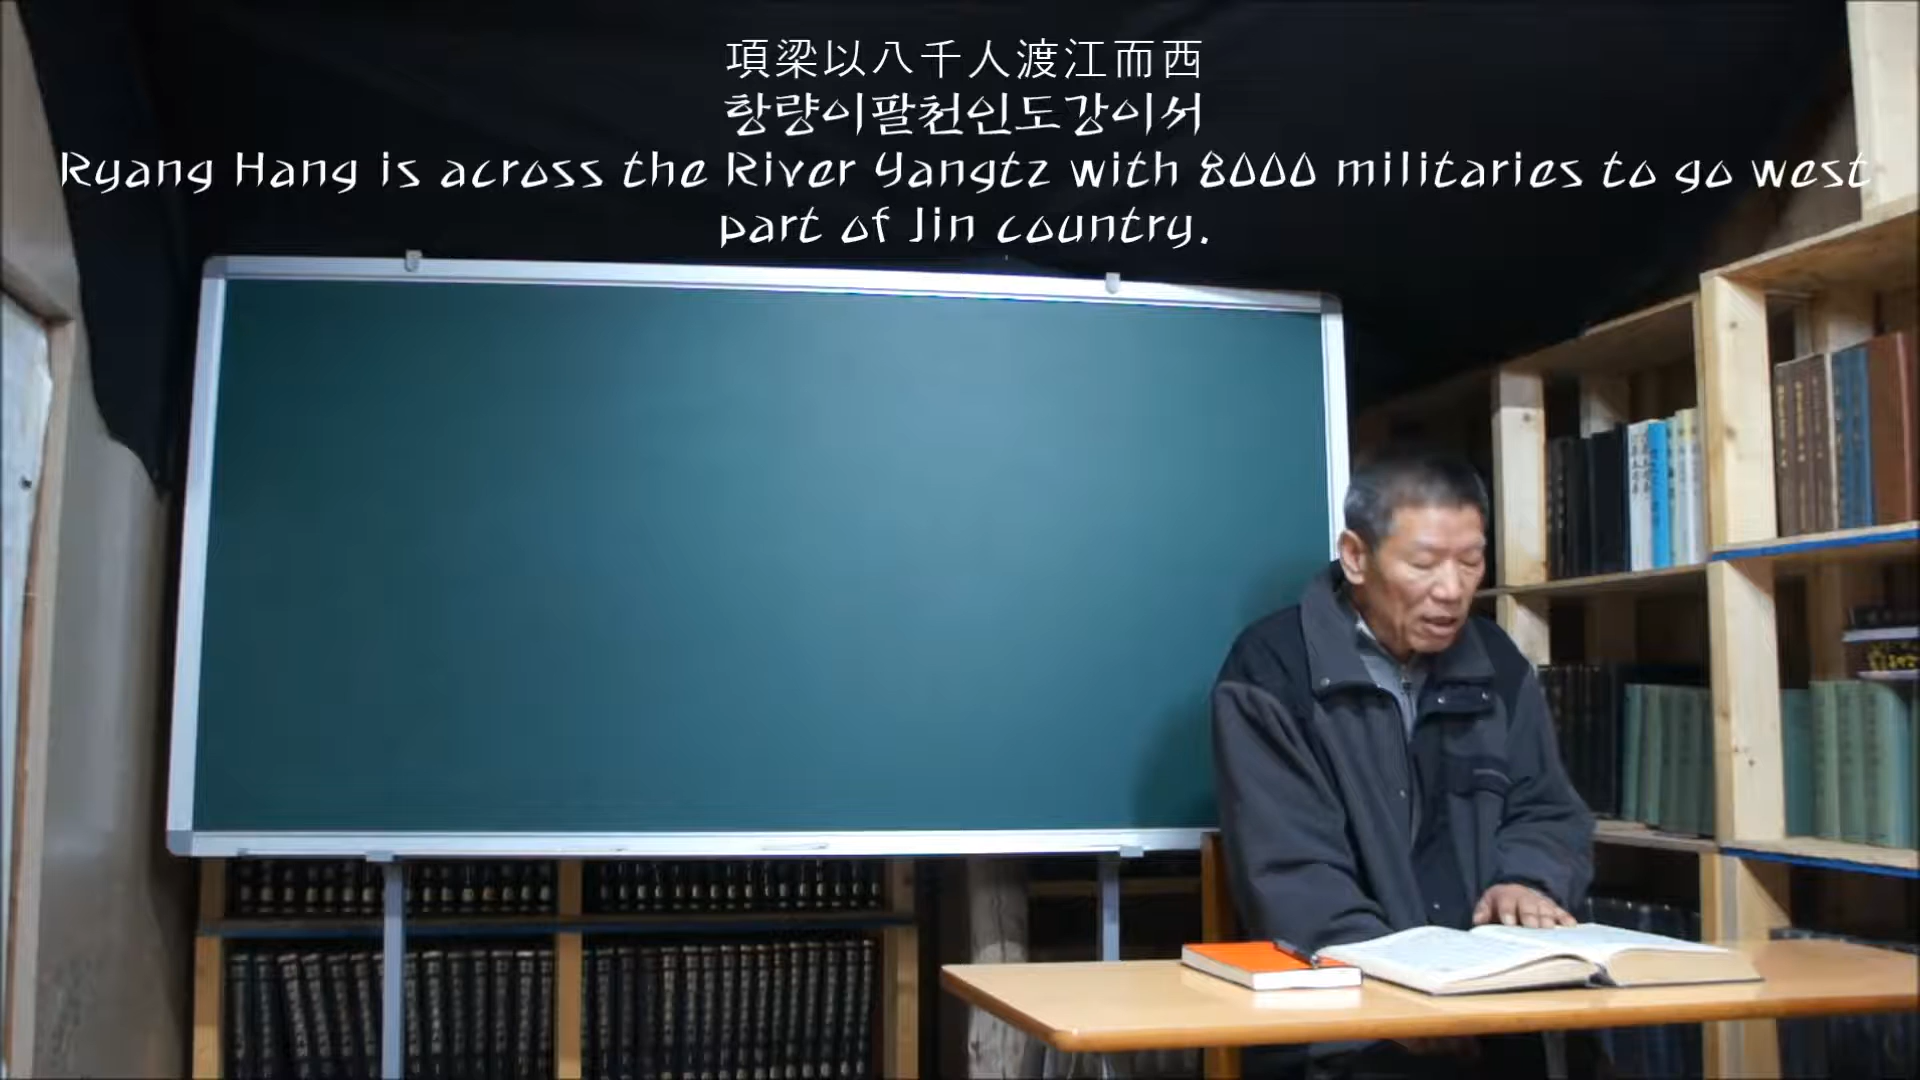 項梁以八千人渡江而西
항량이팔천인도강이서
Ryang Hang is across the River Yangtz with 8000 militaries to go west
part of Jin country.